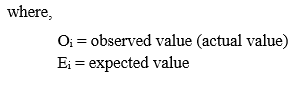 where,
Oᵢ = observed value (actual value)
Eᵢ = expected value